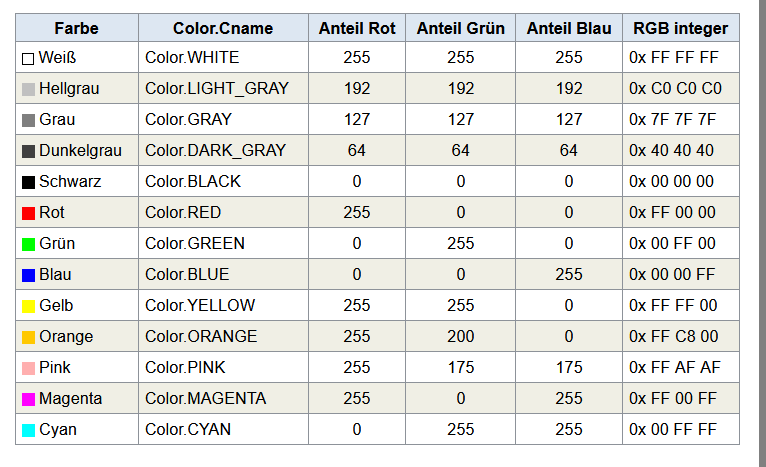 Farbe Color.Cname Anteil Rot Anteil Grün Anteil Blau RGB integer
Weiß Color.WHITE 255 255 255 0x FF FF FF
Hellgrau Color.LIGHT_GRAY 192 192 192 0x C0 C0 C0
Grau Color.GRAY 127 127 127 0x 7F 7F 7F
Dunkelgrau Color.DARK_GRAY 64 64 64 0x 40 40 40
Schwarz Color.BLACK 0 0 0 0x 00 00 00
Rot Color.RED 255 0 0 0x FF 00 00
Grün Color.GREEN 0 255 0 0x 00 FF 00
Blau Color.BLUE 0 0 255 0x 00 00 FF
Gelb Color.YELLOW 255 255 0 0x FF FF 00
Orange Color.ORANGE 255 200 0 0x FF C8 00
Pink Color.PINK 255 175 175 0x FF AF AF
Magenta Color.MAGENTA 255 0 255 0x FF 00 FF
Cyan Color.CYAN 0 255 255 0x 00 FF FF